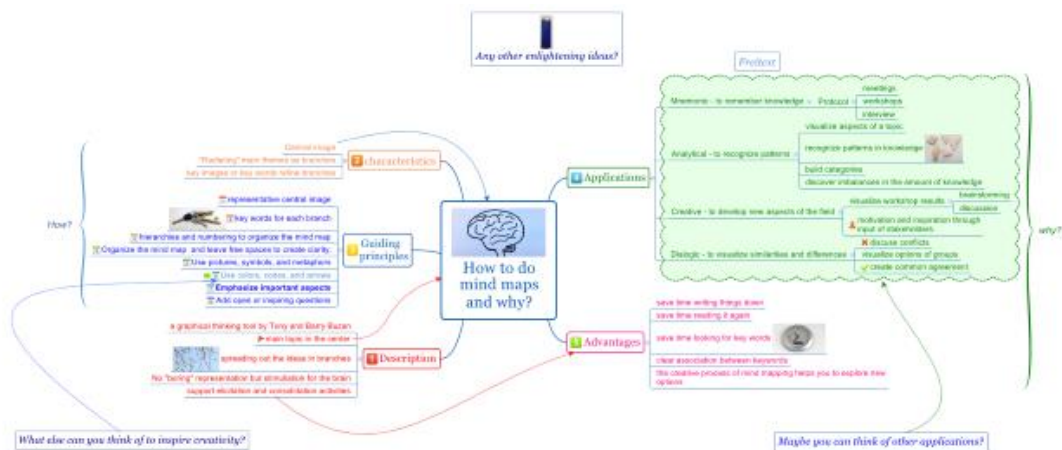 Any other enlightening ideas?
Freitext
How to do
mind maps
and why?
How?
why?
characteristics
Central image
"Radiating" main themes as branches
key images or key words refine branches
Guiding
principles
representative central image
key words for each branch
hierarchies and numbering to organize the mind map
Organize the mind map and leave free spaces to create clarity.
Use pictures, symbols, and metaphors
Use colors, codes, and arrows
Emphasize important aspects
Add open or inspiring questions
Description
a graphical thinking tool by Tony and Barry Buzan
main topic in the center
spreading out the ideas in branches
No "boring" representation but stimulation for the brain
support elicitation and consolidation activities
Applications
Mnemonic - to remember knowledge
Protocol
meetings
workshops
interview
Analytical - to recognize patterns
visualize aspects of a topic
recognize patterns in knowledge
build categories
discover imbalances in the amount of knowledge
Creative - to develop new aspects of the field
visualize workshop results
brainstorming
discussion
motivation and inspiration through
input of stakeholders
Dialogic - to visualize similarities and differences
discuss conflicts
visualize options of groups
create common agreement
Advantages
save time writing things down
save time reading it again
save time looking for key words
clear association between keywords
the creative process of mind mapping helps you to explore new
options
What else can you think of to inspire creativity?
Maybe you can think of other applications?